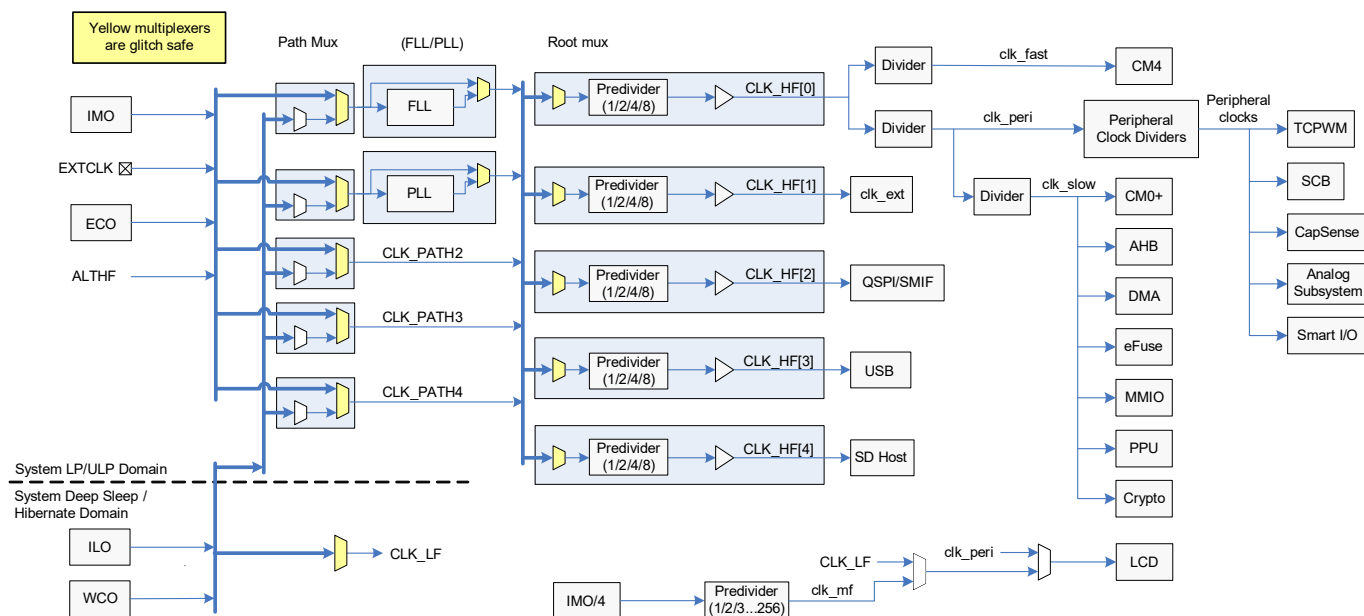 Yellow multiplexers
are glitch safe
Path Mux
(FLL/PLL)
Root mux
IMO
EXTCLK
ECO
ALTHF
FLL
PLL
CLK_PATH2
CLK_PATH3
CLK_PATH4
Predivider
(1/2/4/8)
CLK_HF[0]
Predivider
(1/2/4/8)
CLK_HF[1]
clk_ext
Predivider
(1/2/4/8)
CLK_HF[2]
QSPI/SMIF
Predivider
(1/2/4/8)
CLK_HF[3]
USB
Predivider
(1/2/4/8)
CLK_HF[4]
SD Host
Divider
clk_fast
CM4
Divider
clk_peri
Peripheral
Clock Dividers
Peripheral
clocks
TCPWM
SCB
CapSense
Analog
Subsystem
Smart I/O
Divider
clk_slow
CM0+
AHB
DMA
eFuse
MMIO
PPU
Crypto
System LP/ULP Domain
System Deep Sleep /
Hibernate Domain
ILO
WCO
CLK_LF
IMO/4
Predivider
(1/2/3...256)
clk_mf
CLK_LF
clk_peri
LCD